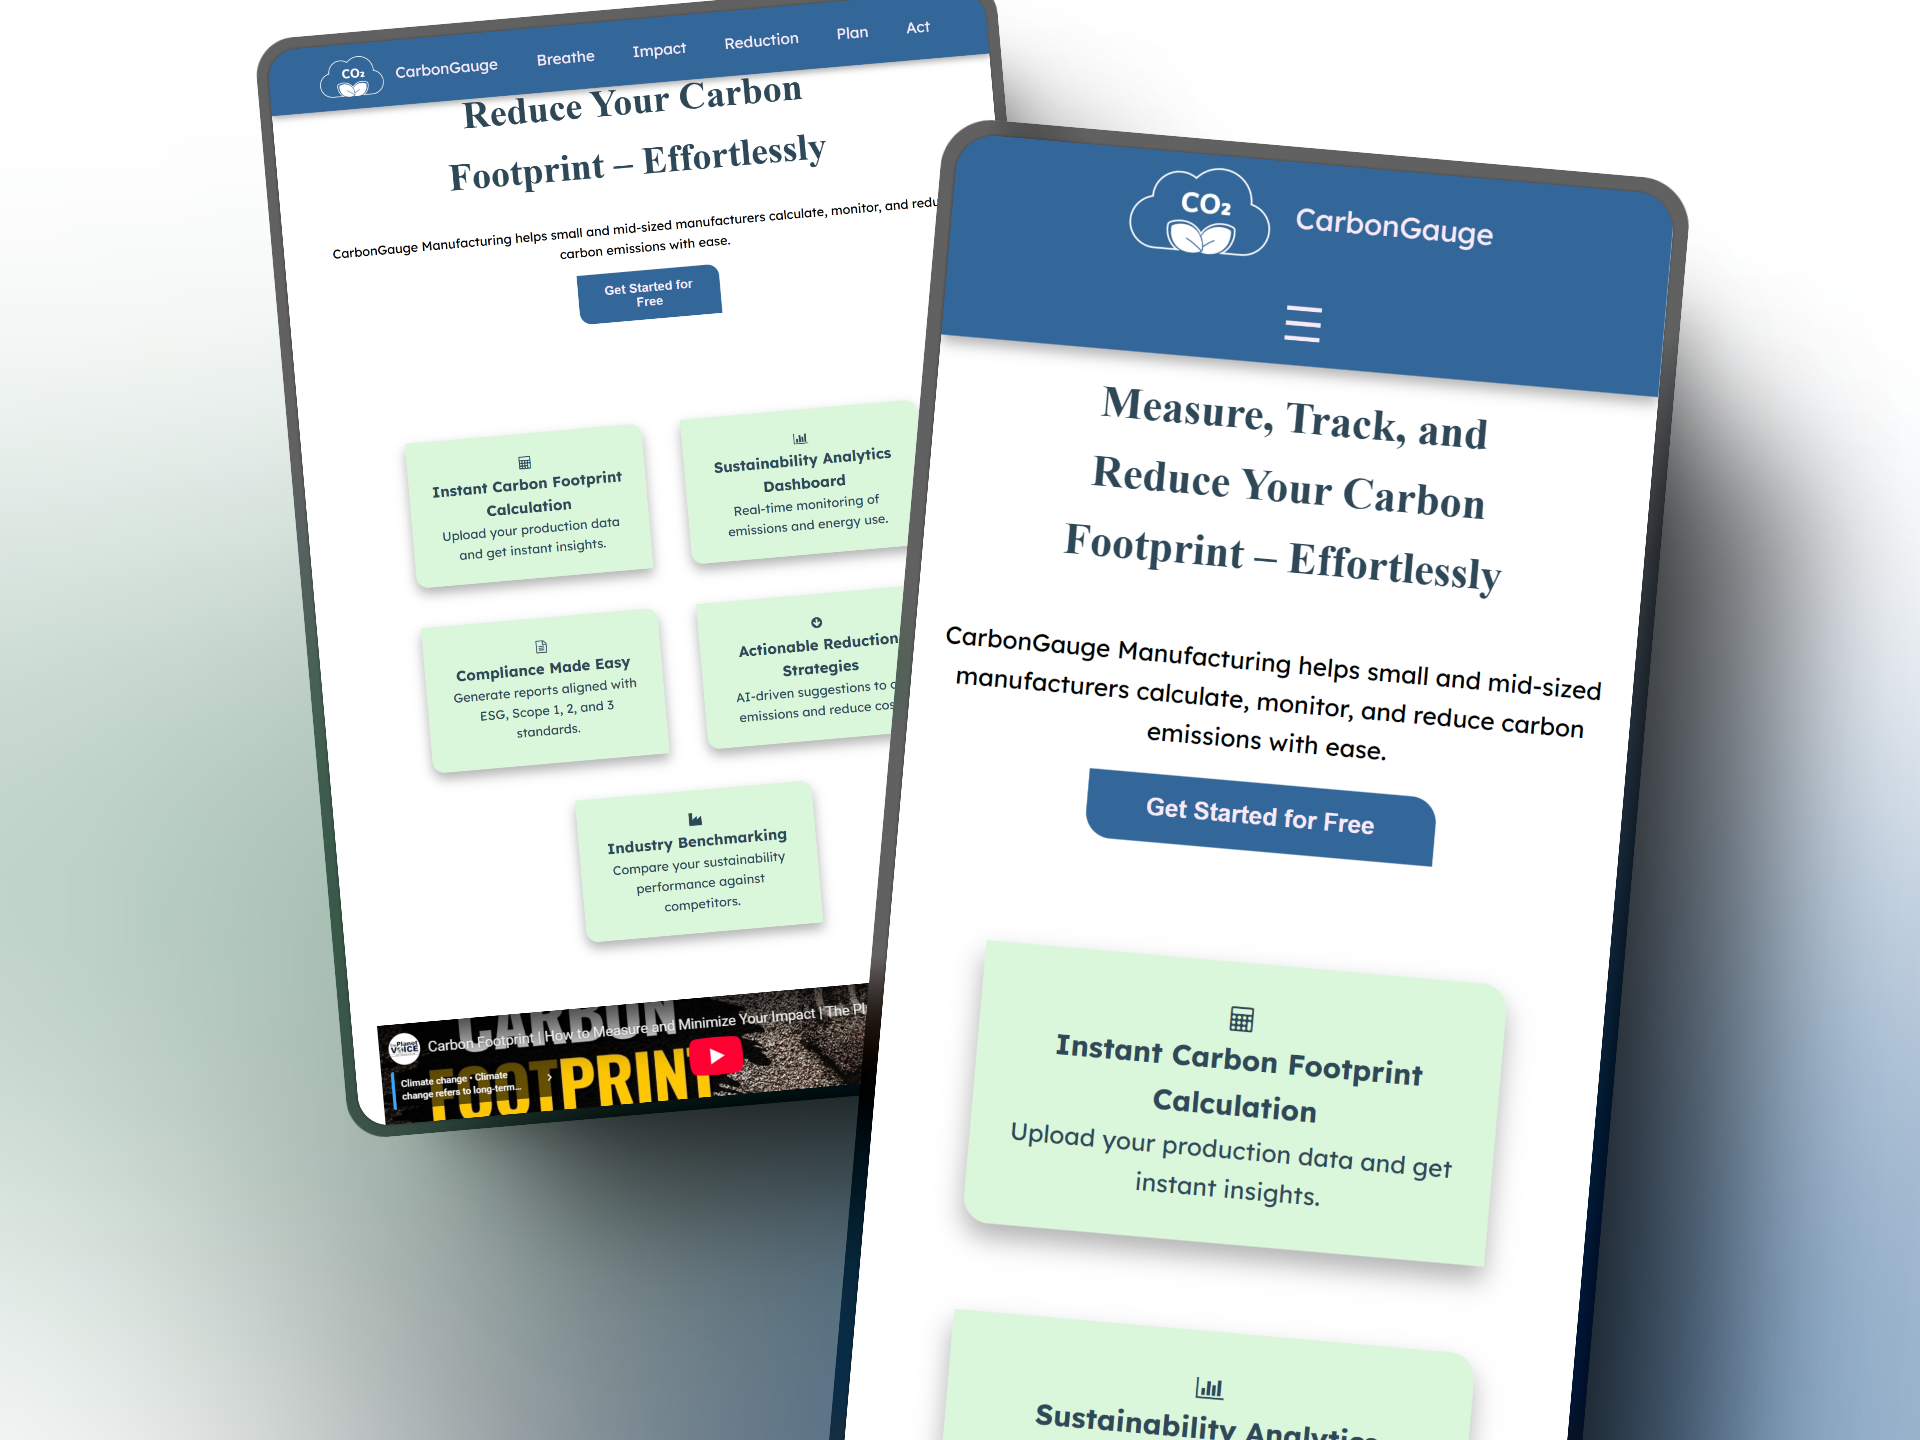 CO₂
CarbonGauge
Breathe
Impact
Reduction
Plan
Act
Reduce Your Carbon
Footprint – Effortlessly
CarbonGauge Manufacturing helps small and mid-sized manufacturers calculate, monitor, and redu
carbon emissions with ease.
Get Started for
Free
Instant Carbon Footprint
Calculation
Upload your production data
and get instant insights.
Sustainability Analytics
Dashboard
Real-time monitoring of
emissions and energy use.
Compliance Made Easy
Generate reports aligned with
ESG, Scope 1, 2, and 3
standards.
Actionable Reduction
Strategies
AI-driven suggestions to
emissions and reduce cos
Industry Benchmarking
Compare your sustainability
performance against
competitors.
CARBON
FOOTPRINT
The Planet
VOICE
Carbon Footprint | How to Measure and Minimize Your Impact | The Pl
Climate change • Climate
change refers to long-term...
CO₂
CarbonGauge
Measure, Track, and
Reduce Your Carbon
Footprint – Effortlessly
CarbonGauge Manufacturing helps small and mid-sized
manufacturers calculate, monitor, and reduce carbon
emissions with ease.
Get Started for Free
Instant Carbon Footprint
Calculation
Upload your production data and get
instant insights.
Sustainability Analytics